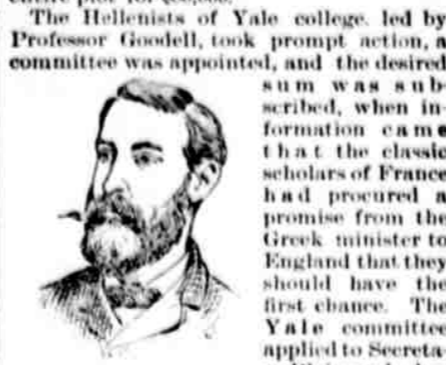 The Hellenists of Yale college, led by
Professor Goodell, took prompt action, a
committee was appointed, and the desired
sum was sub-
scribed, when in-
formation came
that the classic
scholars of France
had procured a
promise from the
Greek minister to
England that they
should have the
first chance. The
Yale committee
applied to Secreta-